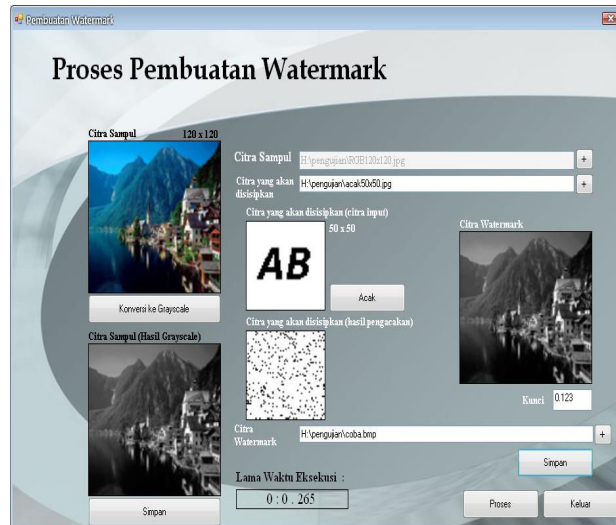 Pembuatan Watermark
Proses Pembuatan Watermark
Citra Sampul 120 x 120
Konversi ke Grayscale
Citra Sampul (Hasil Grayscale)
Simpan
Citra Sampul H:\pengujian\RGB120x120.jpg +
Citra yang akan disisipkan H:\pengujian\acak50x50.jpg +
Citra yang akan disisipkan (citra input)
50 x 50
AB
Acak
Citra yang akan disisipkan (hasil pengacakan)
Citra Watermark
Kunci 0.123
Citra Watermark H:\pengujian\coba.bmp +
Simpan
Lama Waktu Eksekusi :
0 : 0 . 265
Proses Keluar